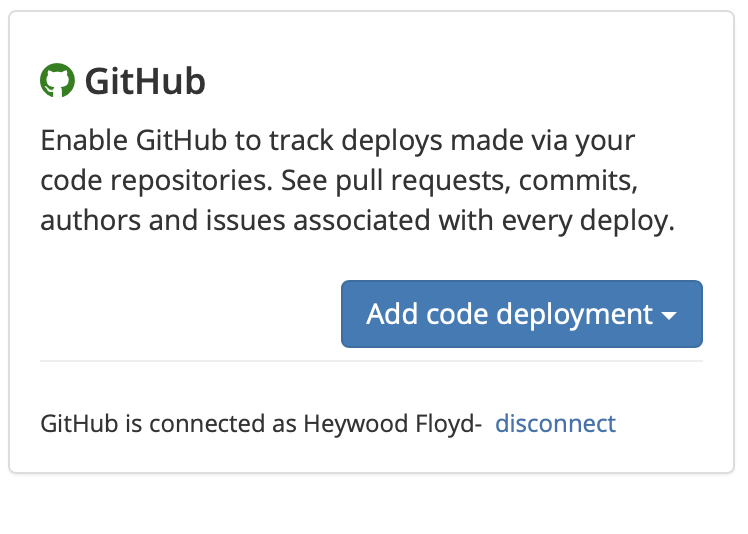 GitHub
Enable GitHub to track deploys made via your
code repositories. See pull requests, commits,
authors and issues associated with every deploy.
Add code deployment
GitHub is connected as Heywood Floyd- disconnect